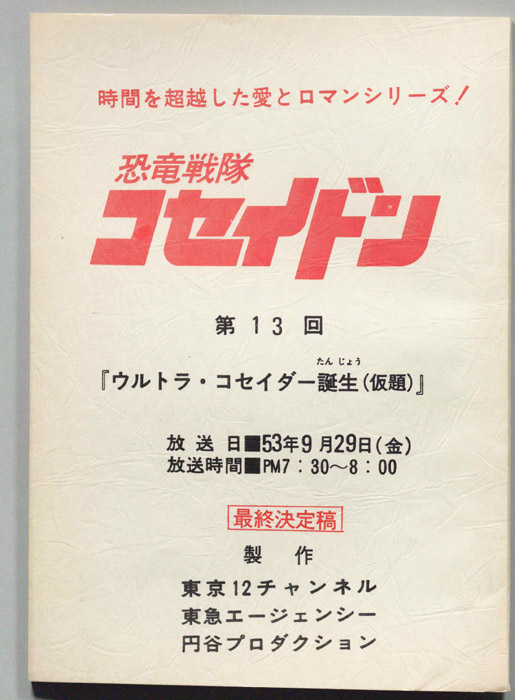 時間を超越した愛とロマンシリーズ!
恐竜戦隊
コセイドン
第13回
たんじょう
『ウルトラ・コセイダー誕生(仮題)』
放送日■53年9月29日(金)
放送時間■PM7:30〜8:00
最終決定稿
製作
東京12チャンネル
東急エージェンシー
円谷プロダクション